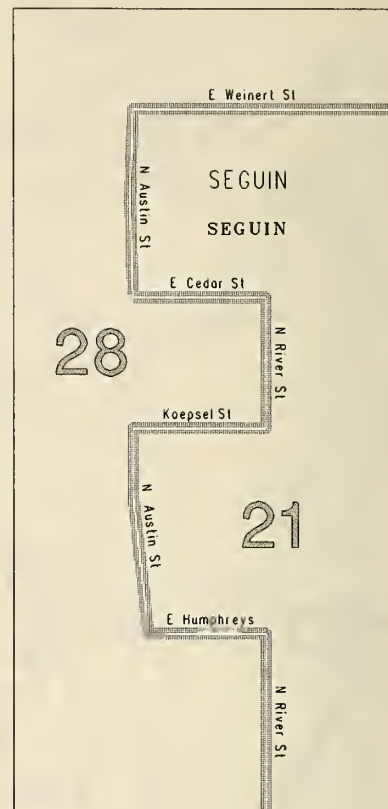 E Weinert St
N Austin St
SEGUIN
SEGUIN
E Cedar St
28
N River St
Koepsel St
N Austin St
21
E Humphreys
N River St